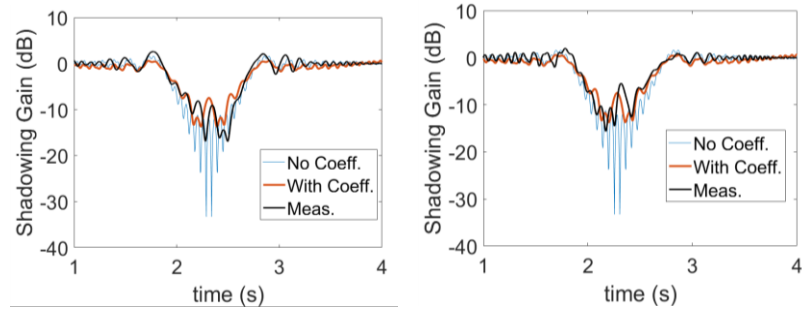 10
0
-10
-20
-30
-40
Shadowing Gain (dB)
1 2 3 4
time (s)
No Coeff.
With Coeff.
Meas.
10
0
-10
-20
-30
-40
Shadowing Gain (dB)
1 2 3 4
time (s)
No Coeff.
With Coeff.
Meas.